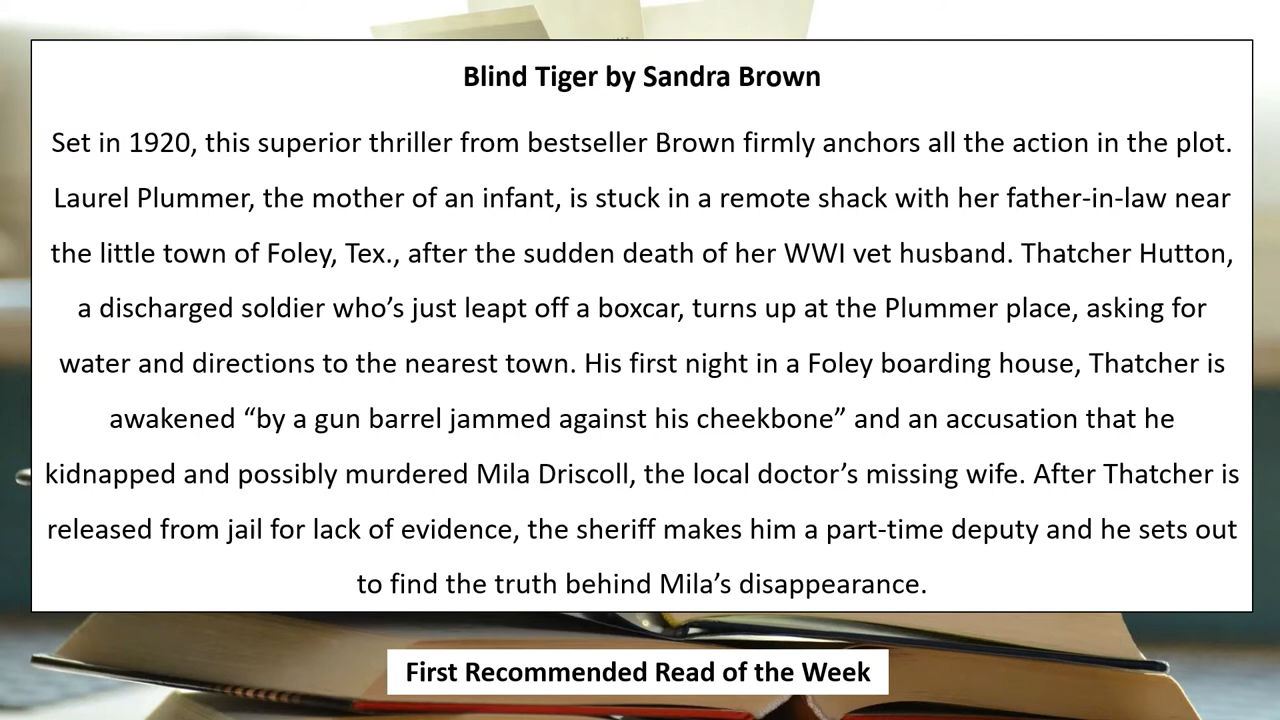 Blind Tiger by Sandra Brown
Set in 1920, this superior thriller from bestseller Brown firmly anchors all the action in the plot.
Laurel Plummer, the mother of an infant, is stuck in a remote shack with her father-in-law near
the little town of Foley, Tex., after the sudden death of her WWI vet husband. Thatcher Hutton,
a discharged soldier who’s just leapt off a boxcar, turns up at the Plummer place, asking for
water and directions to the nearest town. His first night in a Foley boarding house, Thatcher is
awakened “by a gun barrel jammed against his cheekbone” and an accusation that he
kidnapped and possibly murdered Mila Driscoll, the local doctor’s missing wife. After Thatcher is
released from jail for lack of evidence, the sheriff makes him a part-time deputy and he sets out
to find the truth behind Mila’s disappearance.
First Recommended Read of the Week